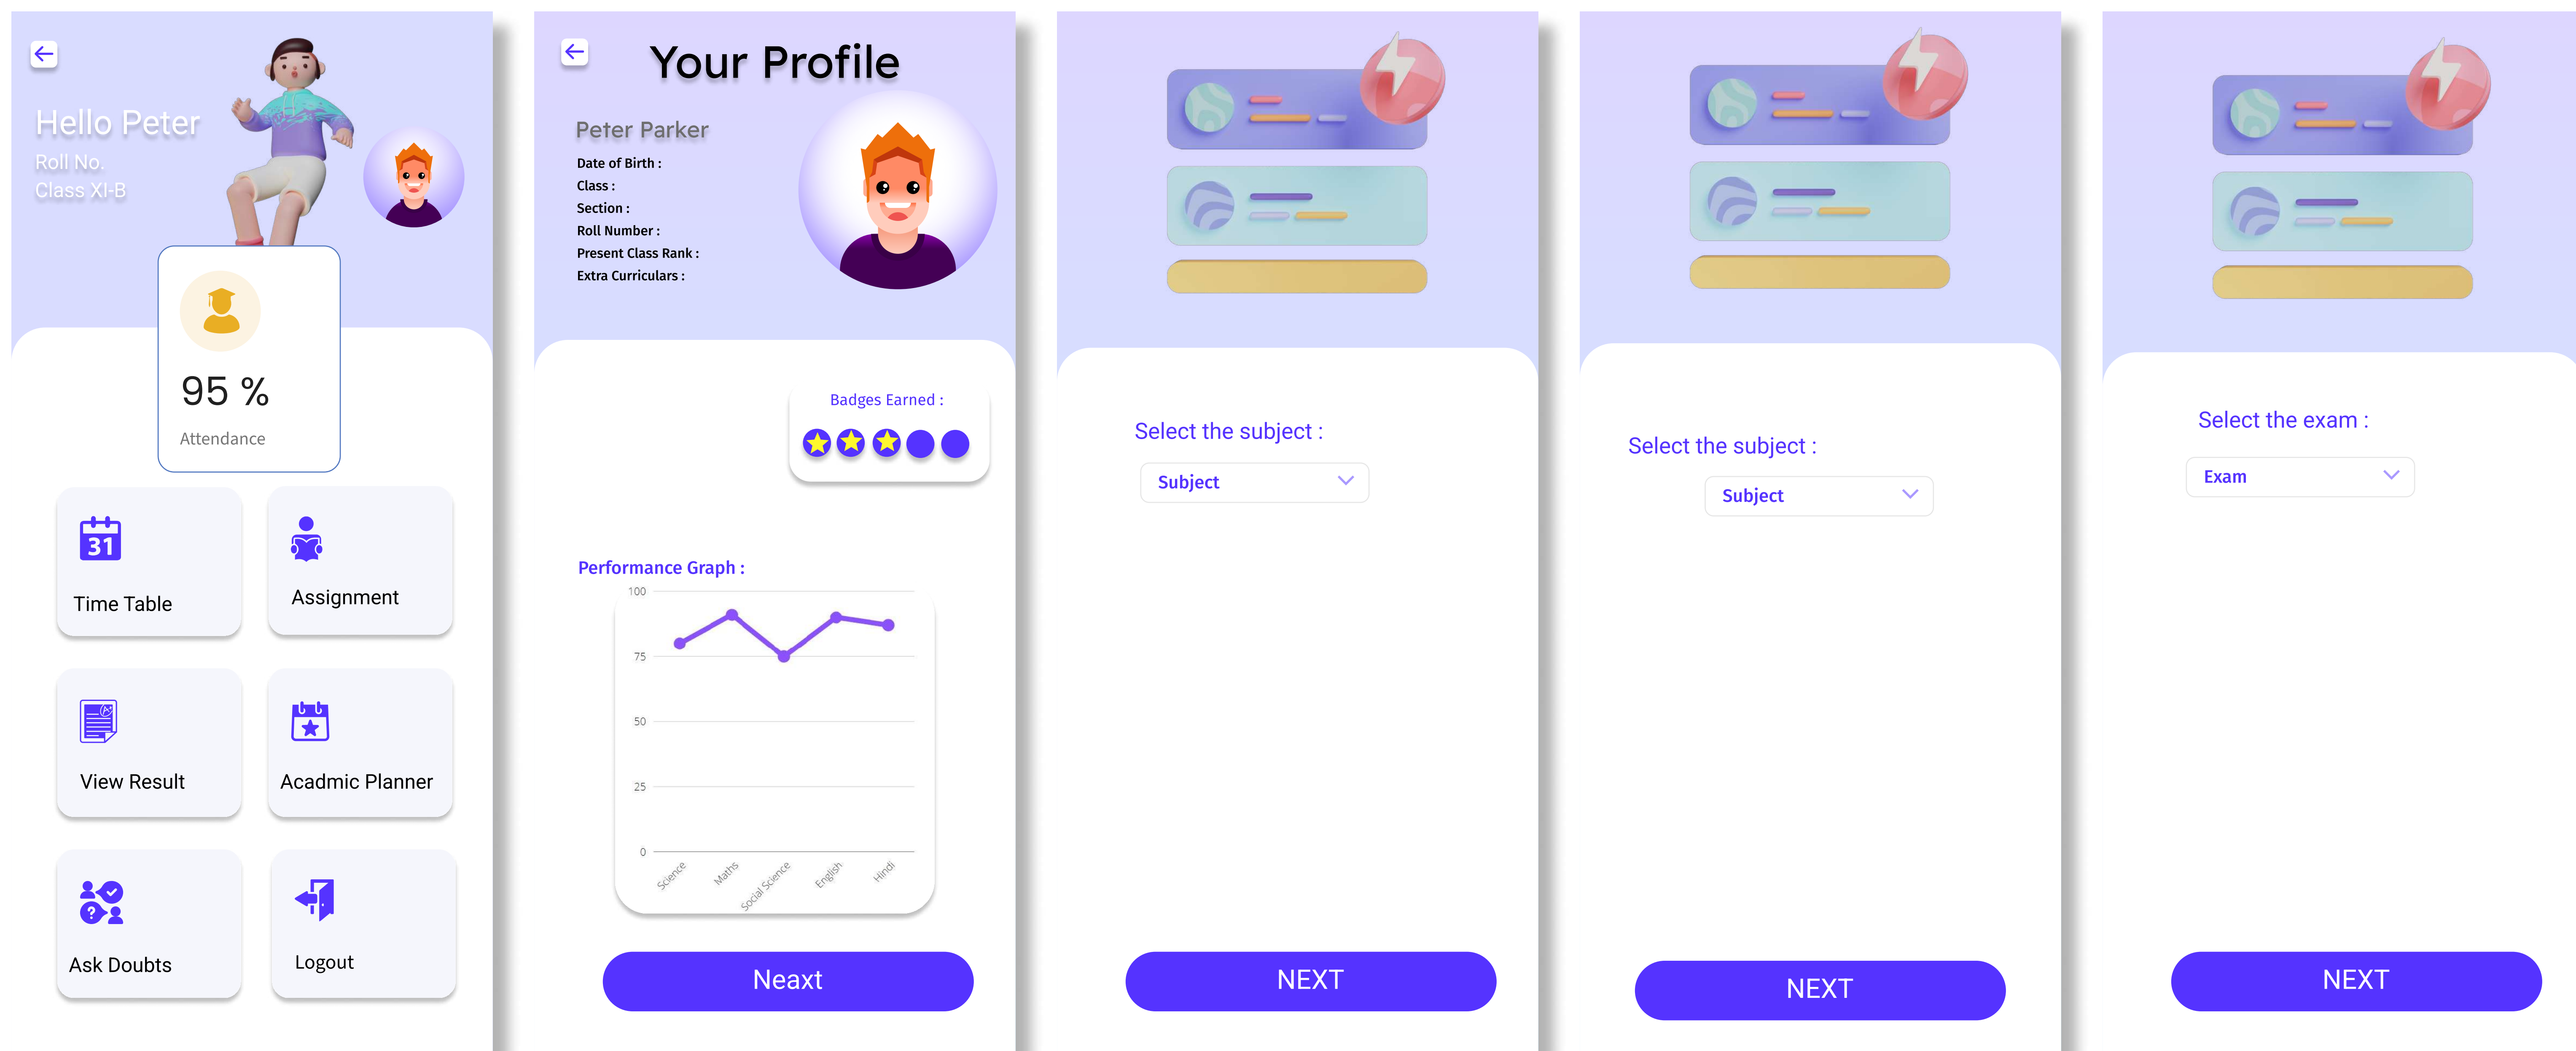 Hello Peter
Roll No.
Class XI-B
95 %
Attendance
31
Time Table
Assignment
A+
View Result
Acadmic Planner
?
Ask Doubts
Logout
Your Profile
Peter Parker
Date of Birth :
Class :
Section :
Roll Number :
Present Class Rank :
Extra Curriculars :
Badges Earned :
Performance Graph :
100
75
50
25
0
Science
Maths
Social Science
English
Hindi
Neaxt
Select the subject :
Subject
NEXT
Select the subject :
Subject
NEXT
Select the exam :
Exam
NEXT